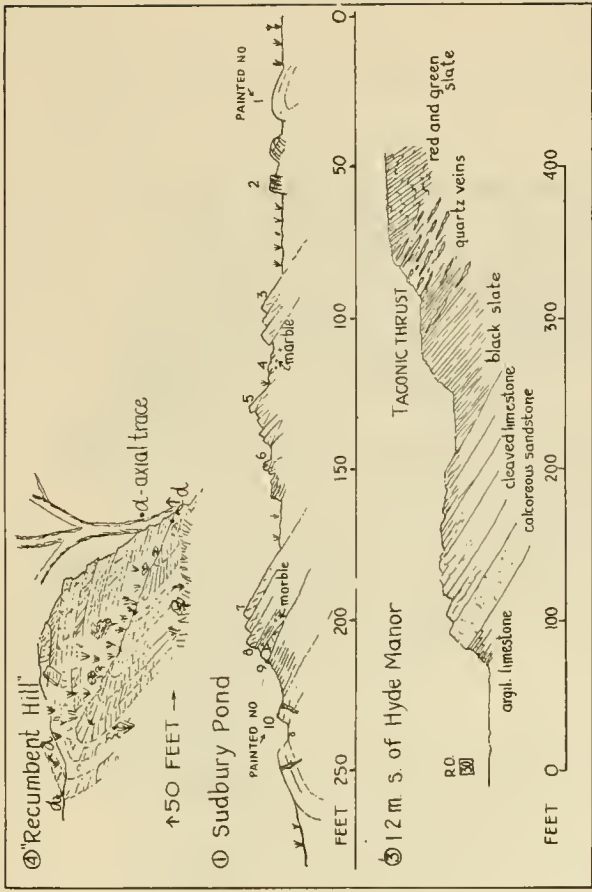 ④ "Recumbent Hill"
d
d
d
d-axial trace
↑50 FEET →
① Sudbury Pond
PAINTED NO
10
9
8
7
marble
6
5
4
marble
3
2
PAINTED NO
1
FEET 250 200 150 100 50 0
③ 1 2 m. s. of Hyde Manor
RD.
30
argil. limestone
calcoreous sandstone
cleaved limestone
black slate
TACONIC THRUST
quartz veins
red and green
slate
FEET 0 100 200 300 400